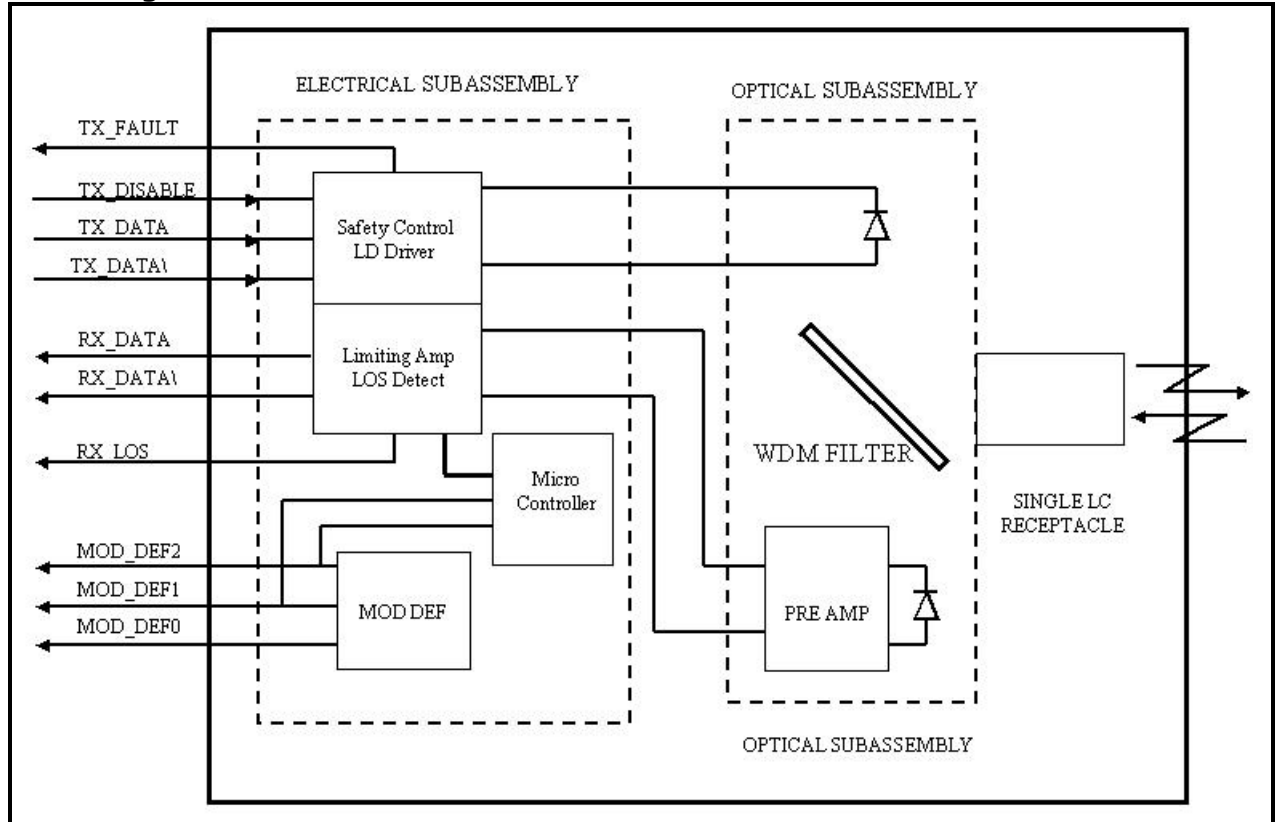 ELECTRICAL SUBASSEMBLY
OPTICAL SUBASSEMBLY
TX_FAULT
TX_DISABLE
TX_DATA
TX_DATA\
Safety Control
LD Driver
RX_DATA
RX_DATA\
Limiting Amp
LOS Detect
RX_LOS
WDM FILTER
Micro
Controller
SINGLE LC
RECEPTACLE
MOD_DEF2
MOD_DEF1
MOD_DEF0
MOD DEF
PRE AMP
OPTICAL SUBASSEMBLY